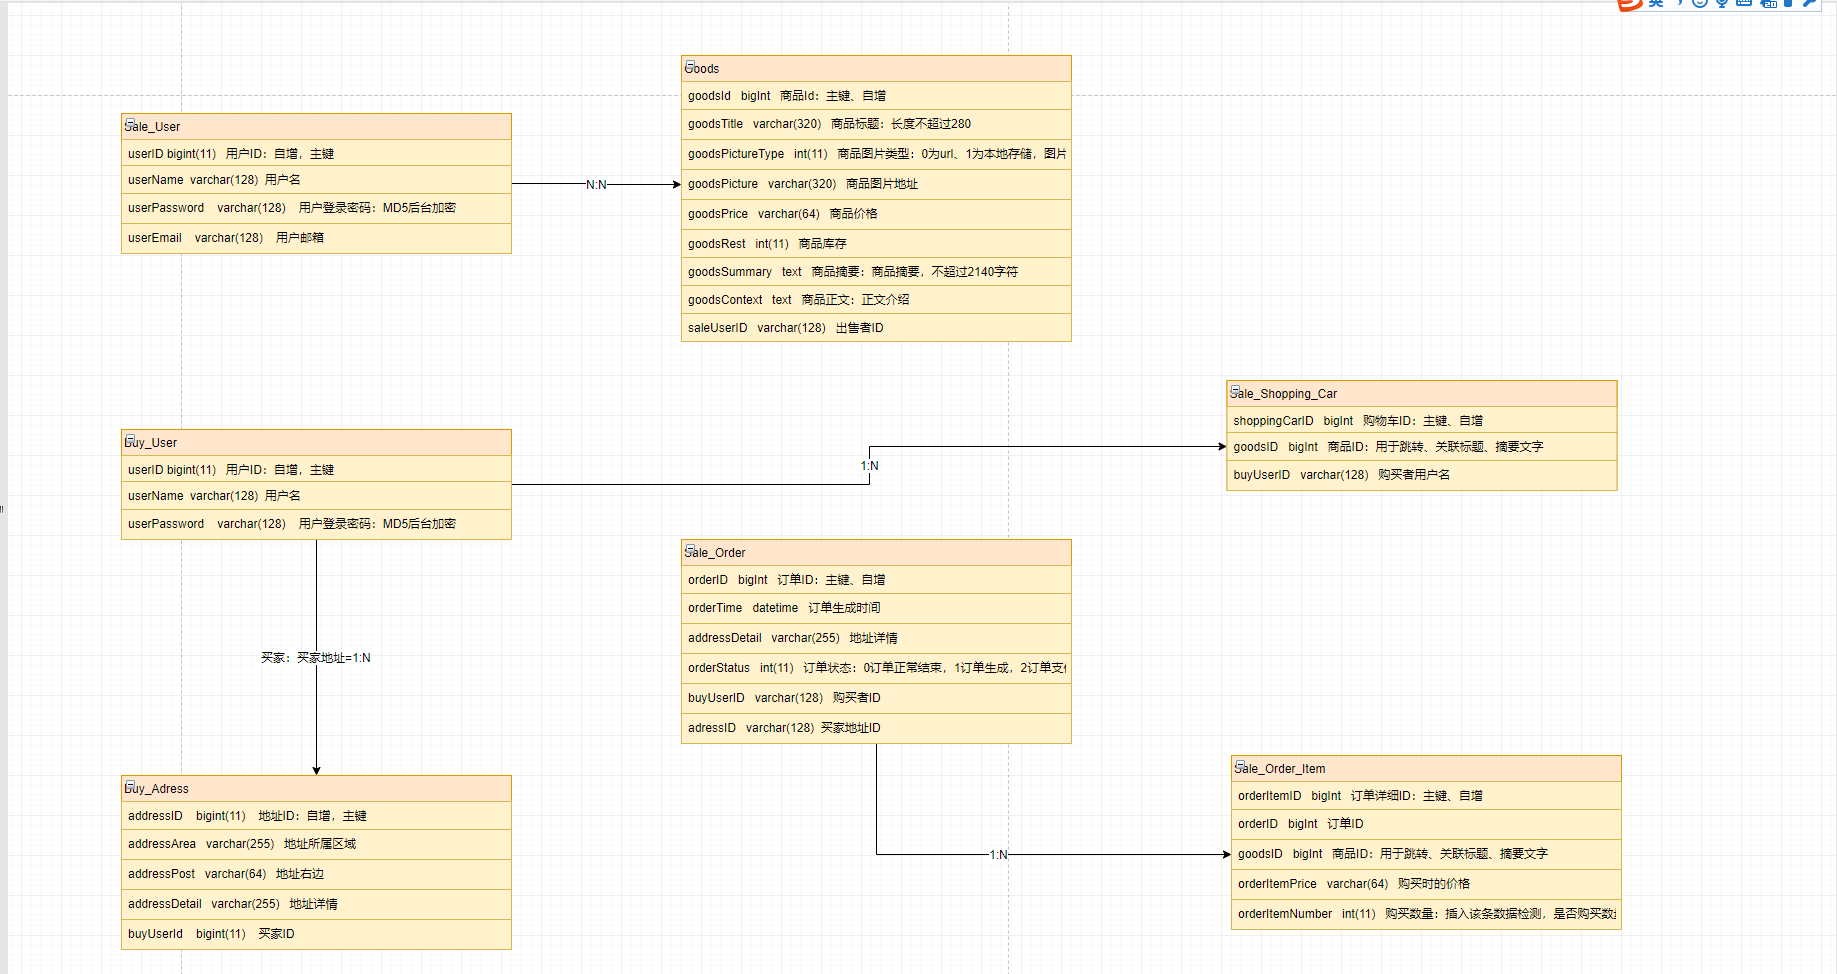 Goods
goodsId bigInt 商品Id：主键、自增
goodsTitle varchar(320) 商品标题：长度不超过280
goodsPictureType int(11) 商品图片类型：0为url、1为本地存储，图片
goodsPicture varchar(320) 商品图片地址
goodsPrice varchar(64) 商品价格
goodsRest int(11) 商品库存
goodsSummary text 商品摘要：商品摘要，不超过2140字符
goodsContext text 商品正文：正文介绍
saleUserID varchar(128) 出售者ID
Sale_User
userID bigint(11) 用户ID：自增，主键
userName varchar(128) 用户名
userPassword varchar(128) 用户登录密码：MD5后台加密
userEmail varchar(128) 用户邮箱
N:N
Sale_Shopping_Car
shoppingCarID bigInt 购物车ID：主键、自增
goodsID bigInt 商品ID：用于跳转、关联标题、摘要文字
buyUserID varchar(128) 购买者用户名
Buy_User
userID bigint(11) 用户ID：自增，主键
userName varchar(128) 用户名
userPassword varchar(128) 用户登录密码：MD5后台加密
1:N
Sale_Order
orderID bigInt 订单ID：主键、自增
orderTime datetime 订单生成时间
addressDetail varchar(255) 地址详情
orderStatus int(11) 订单状态：0订单正常结束，1订单生成，2订单支
buyUserID varchar(128) 购买者ID
adressID varchar(128) 买家地址ID
买家：买家地址=1:N
Buy_Adress
addressID bigint(11) 地址ID：自增，主键
addressArea varchar(255) 地址所属区域
addressPost varchar(64) 地址右边
addressDetail varchar(255) 地址详情
buyUserId bigint(11) 买家ID
1:N
Sale_Order_Item
orderItemID bigInt 订单详细ID：主键、自增
orderID bigInt 订单ID
goodsID bigInt 商品ID：用于跳转、关联标题、摘要文字
orderItemPrice varchar(64) 购买时的价格
orderItemNumber int(11) 购买数量：插入该条数据检测，是否购买数